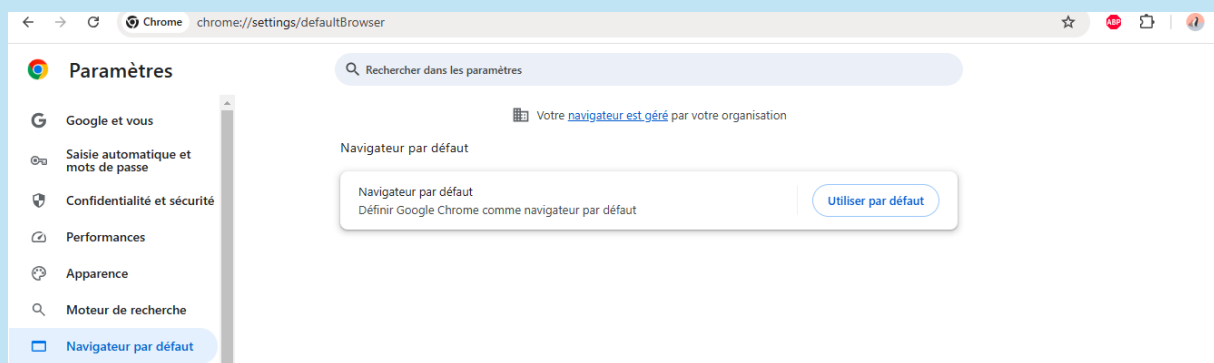 Chrome chrome://settings/defaultBrowser
ABP
Paramètres
Rechercher dans les paramètres
Google et vous
Saisie automatique et
mots de passe
Confidentialité et sécurité
Performances
Apparence
Moteur de recherche
Navigateur par défaut
Votre navigateur est géré par votre organisation
Navigateur par défaut
Navigateur par défaut
Définir Google Chrome comme navigateur par défaut
Utiliser par défaut